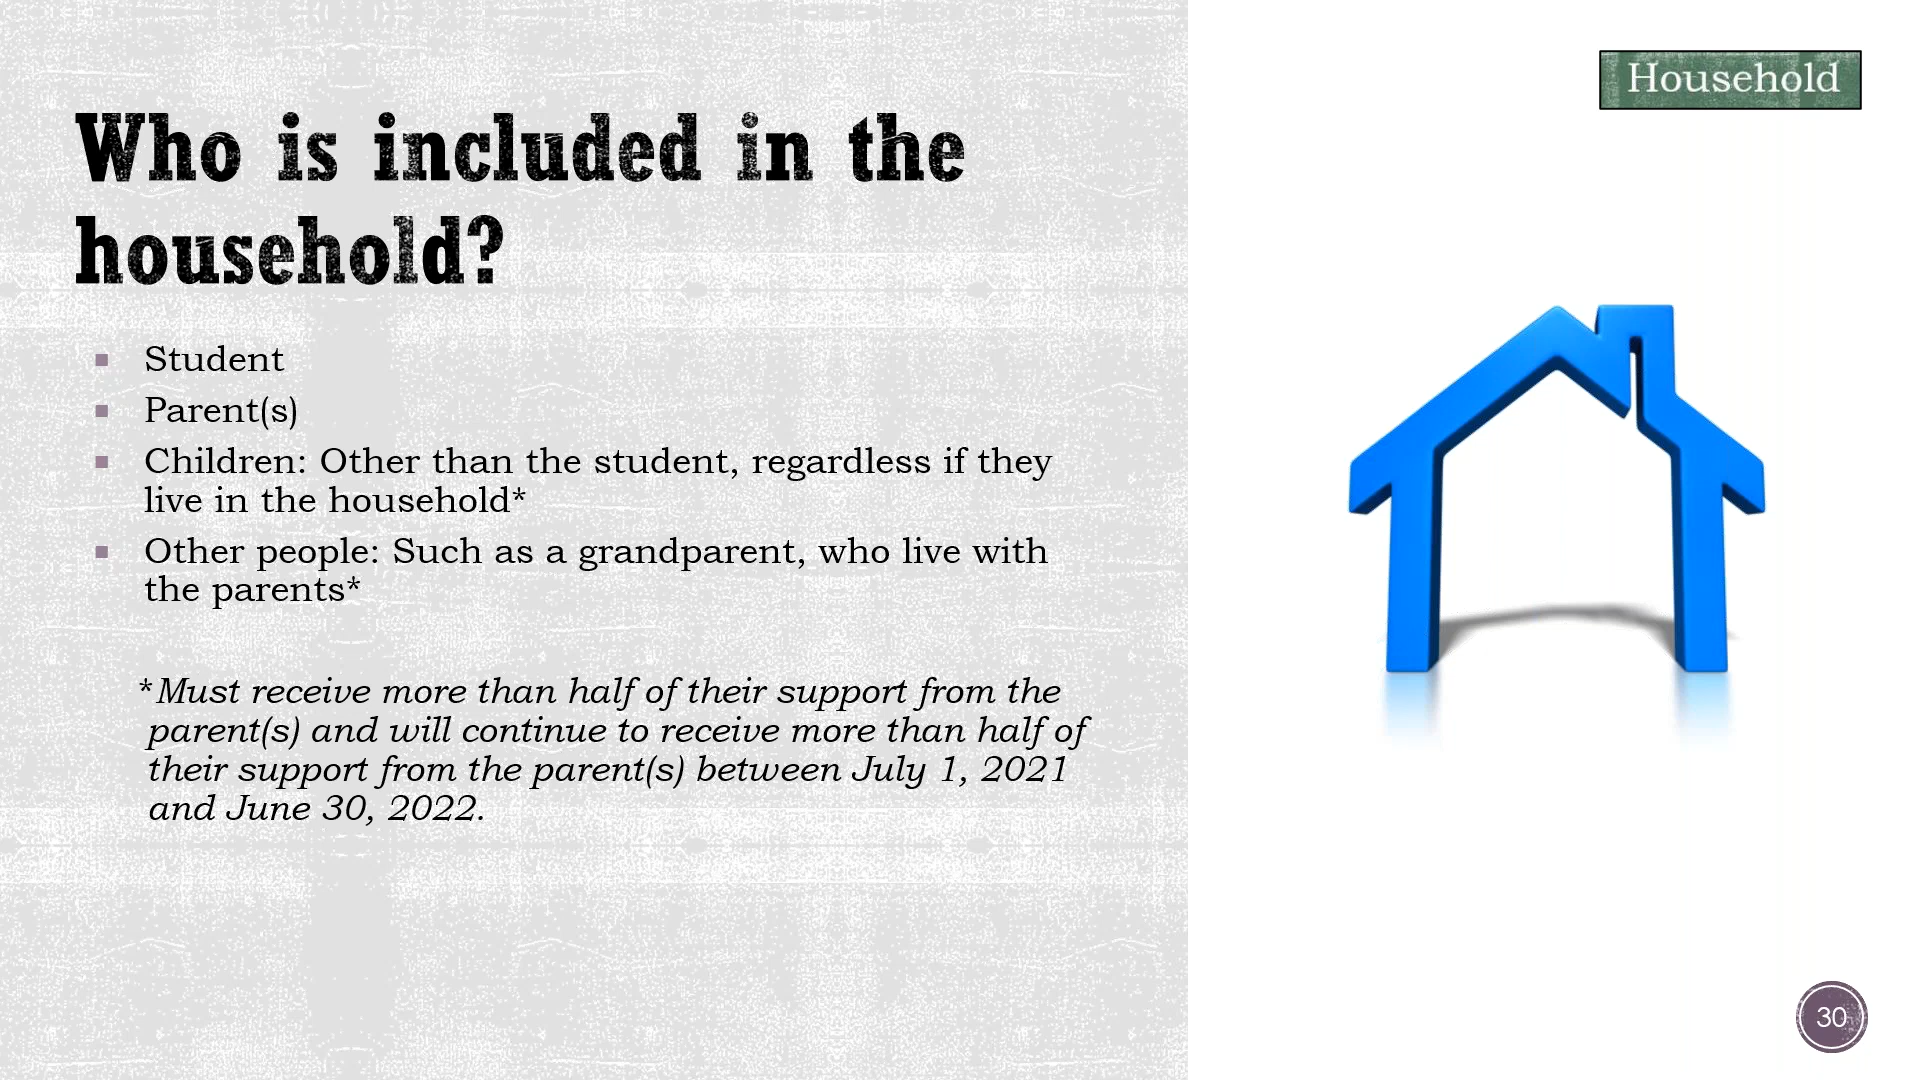 Household
Who is included in the
household?
▪ Student
▪ Parent(s)
▪ Children: Other than the student, regardless if they
live in the household*
▪ Other people: Such as a grandparent, who live with
the parents*
*Must receive more than half of their support from the
parent(s) and will continue to receive more than half of
their support from the parent(s) between July 1, 2021
and June 30, 2022.
30